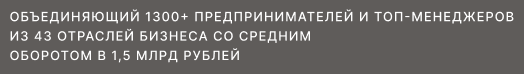 ОБЪЕДИНЯЮЩИЙ 1300+ ПРЕДПРИНИМАТЕЛЕЙ И ТОП-МЕНЕДЖЕРОВ
ИЗ 43 ОТРАСЛЕЙ БИЗНЕСА СО СРЕДНИМ
ОБОРОТОМ В 1,5 МЛРД РУБЛЕЙ